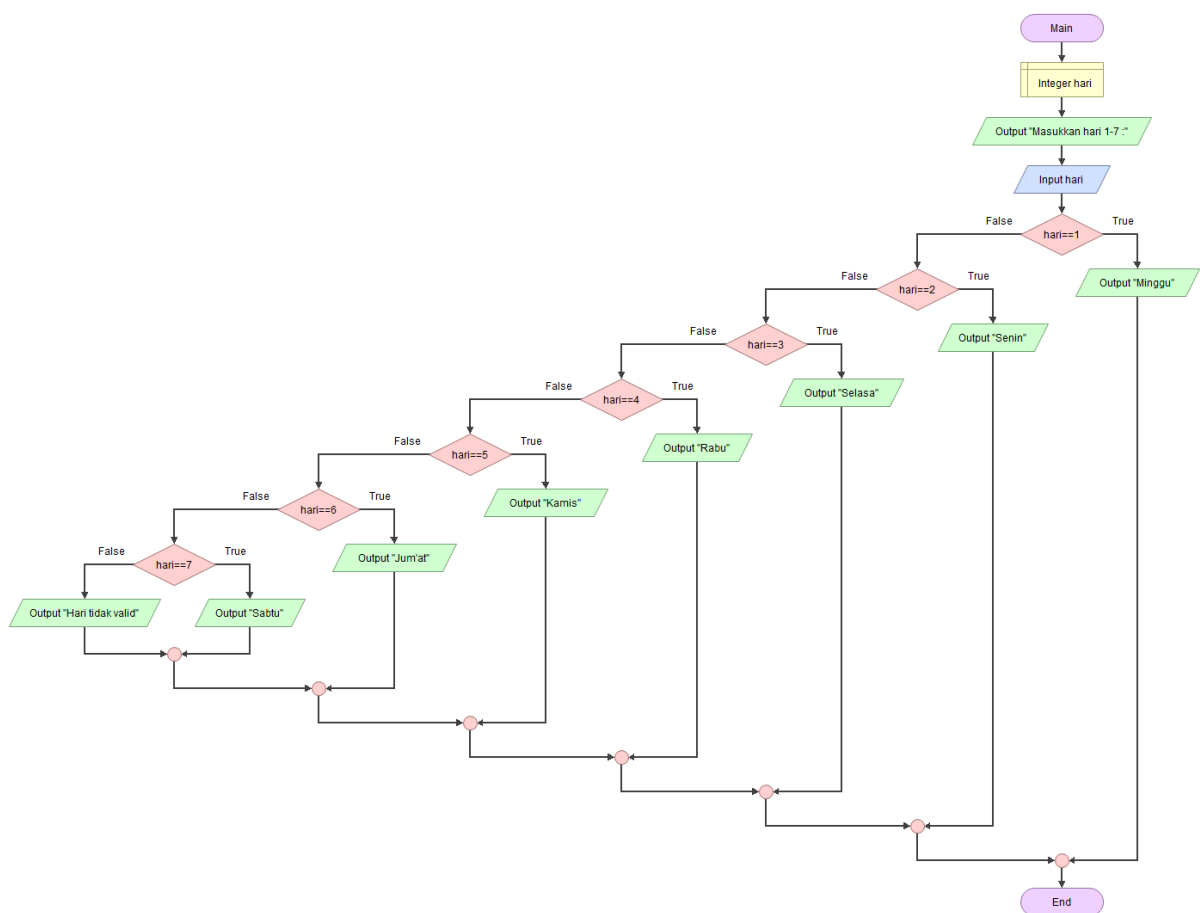 Main
Integer hari
Output "Masukkan hari 1-7 :"
Input hari
False
True
hari==1
False
True
Output "Minggu"
hari==2
False
True
Output "Senin"
hari==3
False
True
Output "Selasa"
hari==4
False
True
Output "Rabu"
hari==5
False
True
Output "Kamis"
hari==6
False
True
Output "Jum'at"
hari==7
Output "Hari tidak valid"
Output "Sabtu"
End